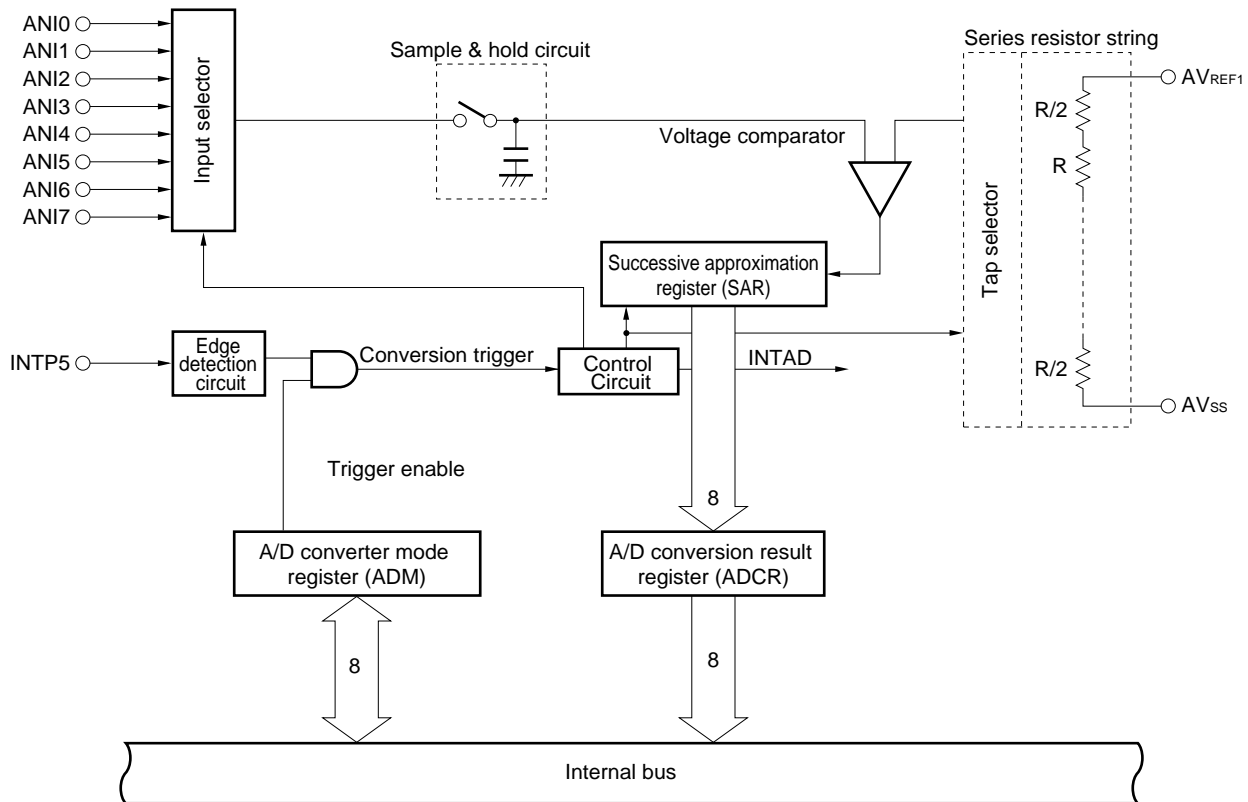 ANI0
ANI1
ANI2
ANI3
ANI4
ANI5
ANI6
ANI7
Input selector
Sample & hold circuit
Voltage comparator
Series resistor string
Tap selector
R/2
R
R/2
AVREF1
AVSS
Successive approximation
register (SAR)
INTP5
Edge
detection
circuit
Conversion trigger
Control
Circuit
INTAD
Trigger enable
8
A/D converter mode
register (ADM)
A/D conversion result
register (ADCR)
8
8
Internal bus